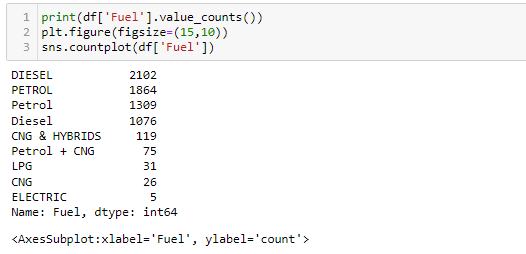 1 print(df['Fuel'].value_counts())
2 plt.figure(figsize=(15,10))
3 sns.countplot(df['Fuel'])
DIESEL 2102
PETROL 1864
Petrol 1309
Diesel 1076
CNG & HYBRIDS 119
Petrol + CNG 75
LPG 31
CNG 26
ELECTRIC 5
Name: Fuel, dtype: int64
<AxesSubplot:xlabel='Fuel', ylabel='count'>